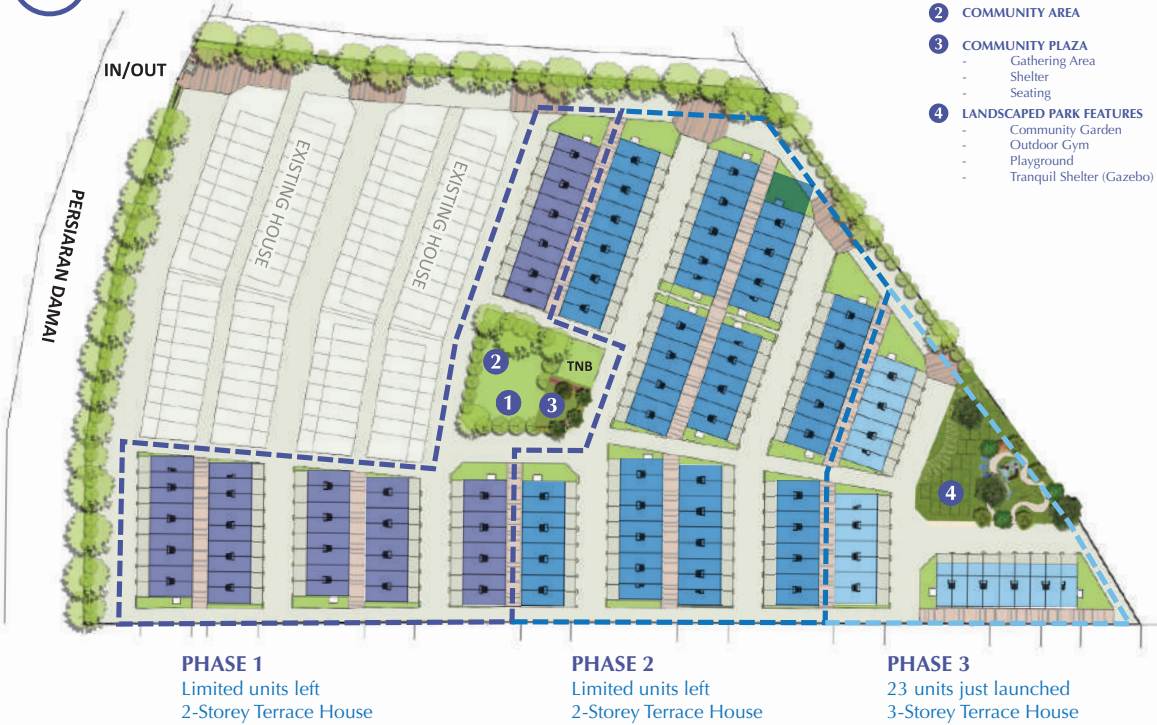 2 COMMUNITY AREA
3 COMMUNITY PLAZA
- Gathering Area
- Shelter
- Seating
4 LANDSCAPED PARK FEATURES
- Community Garden
- Outdoor Gym
- Playground
- Tranquil Shelter (Gazebo)
IN/OUT
PERSIARAN DAMAI
EXISTING HOUSE
EXISTING HOUSE
2
TNB
1
3
4
PHASE 1
Limited units left
2-Storey Terrace House
PHASE 2
Limited units left
2-Storey Terrace House
PHASE 3
23 units just launched
3-Storey Terrace House